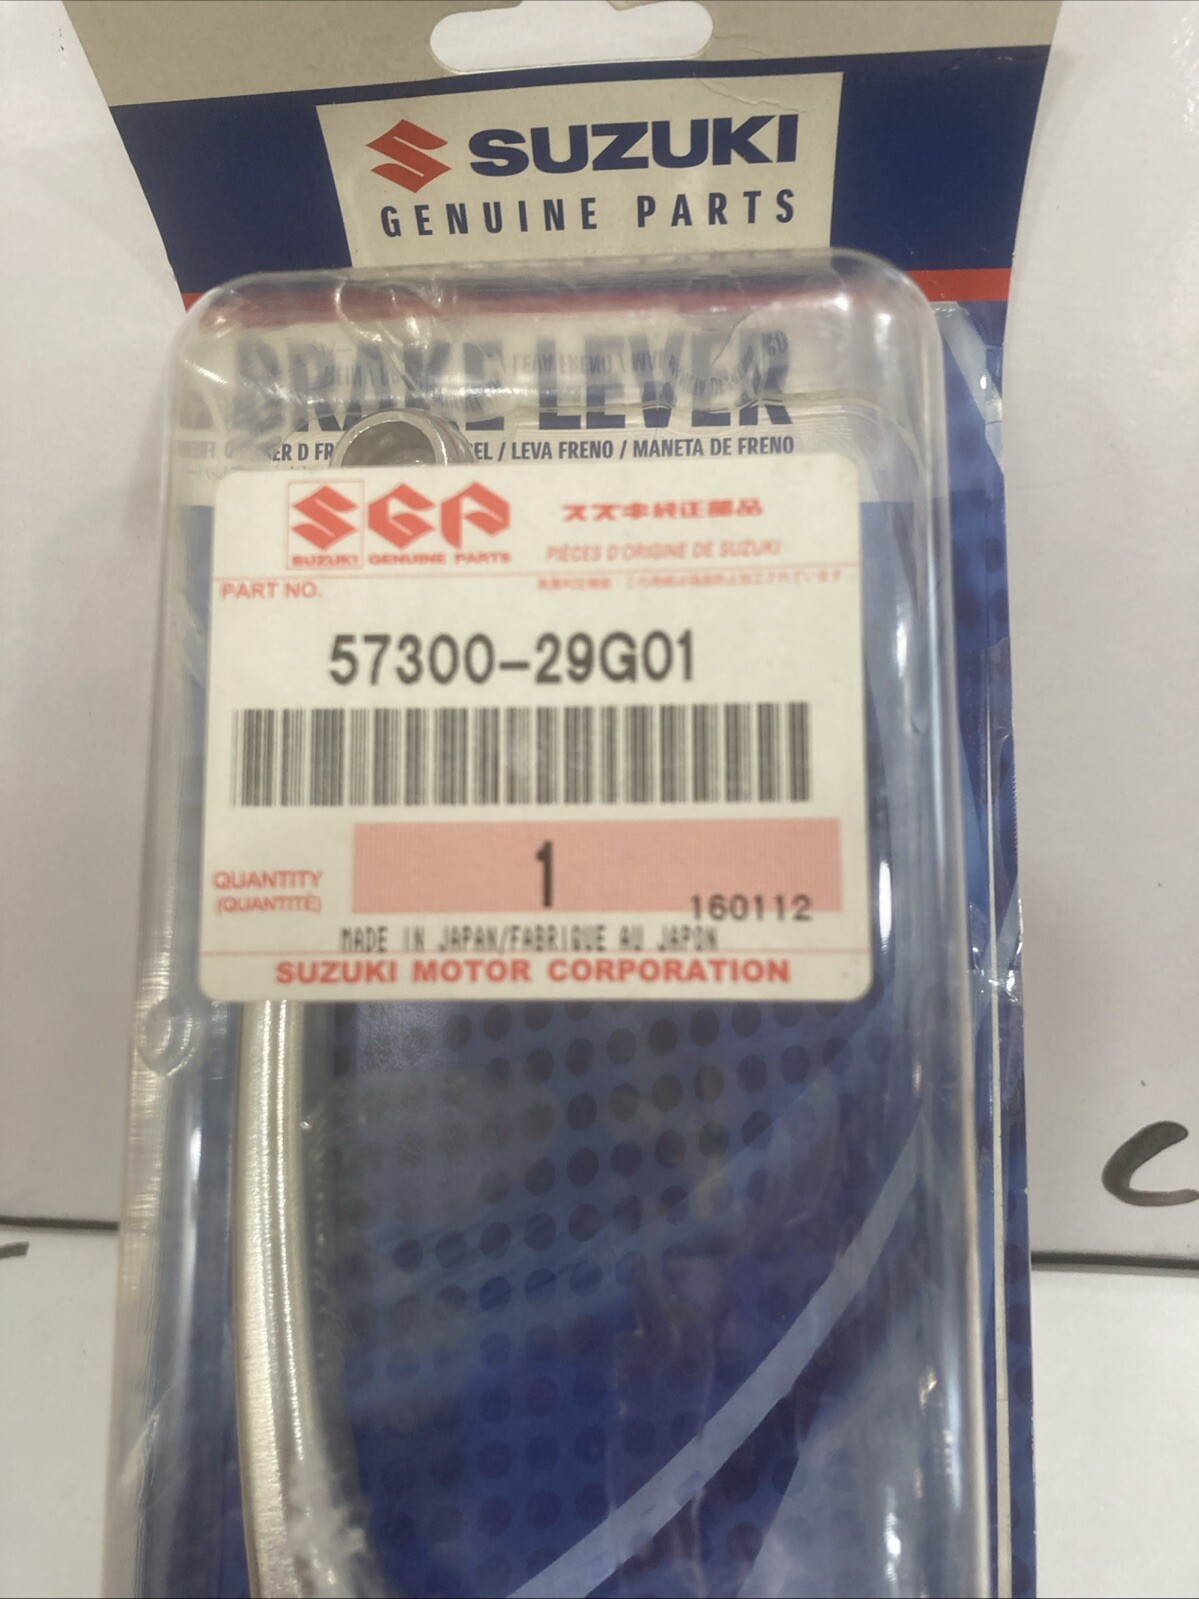 SUZUKI
GENUINE PARTS
BRAKE LEVER
LEVA FRENO / MANETA DE FRENO
SGP
スズキ純正部品
SUZUKI GENUINE PARTS
PIÈCES D'ORIGINE DE SUZUKI
PART NO.
57300-29G01
1
QUANTITY
(QUANTITÉ)
160112
MADE IN JAPAN/FABRIQUE AU JAPON
SUZUKI MOTOR CORPORATION
C